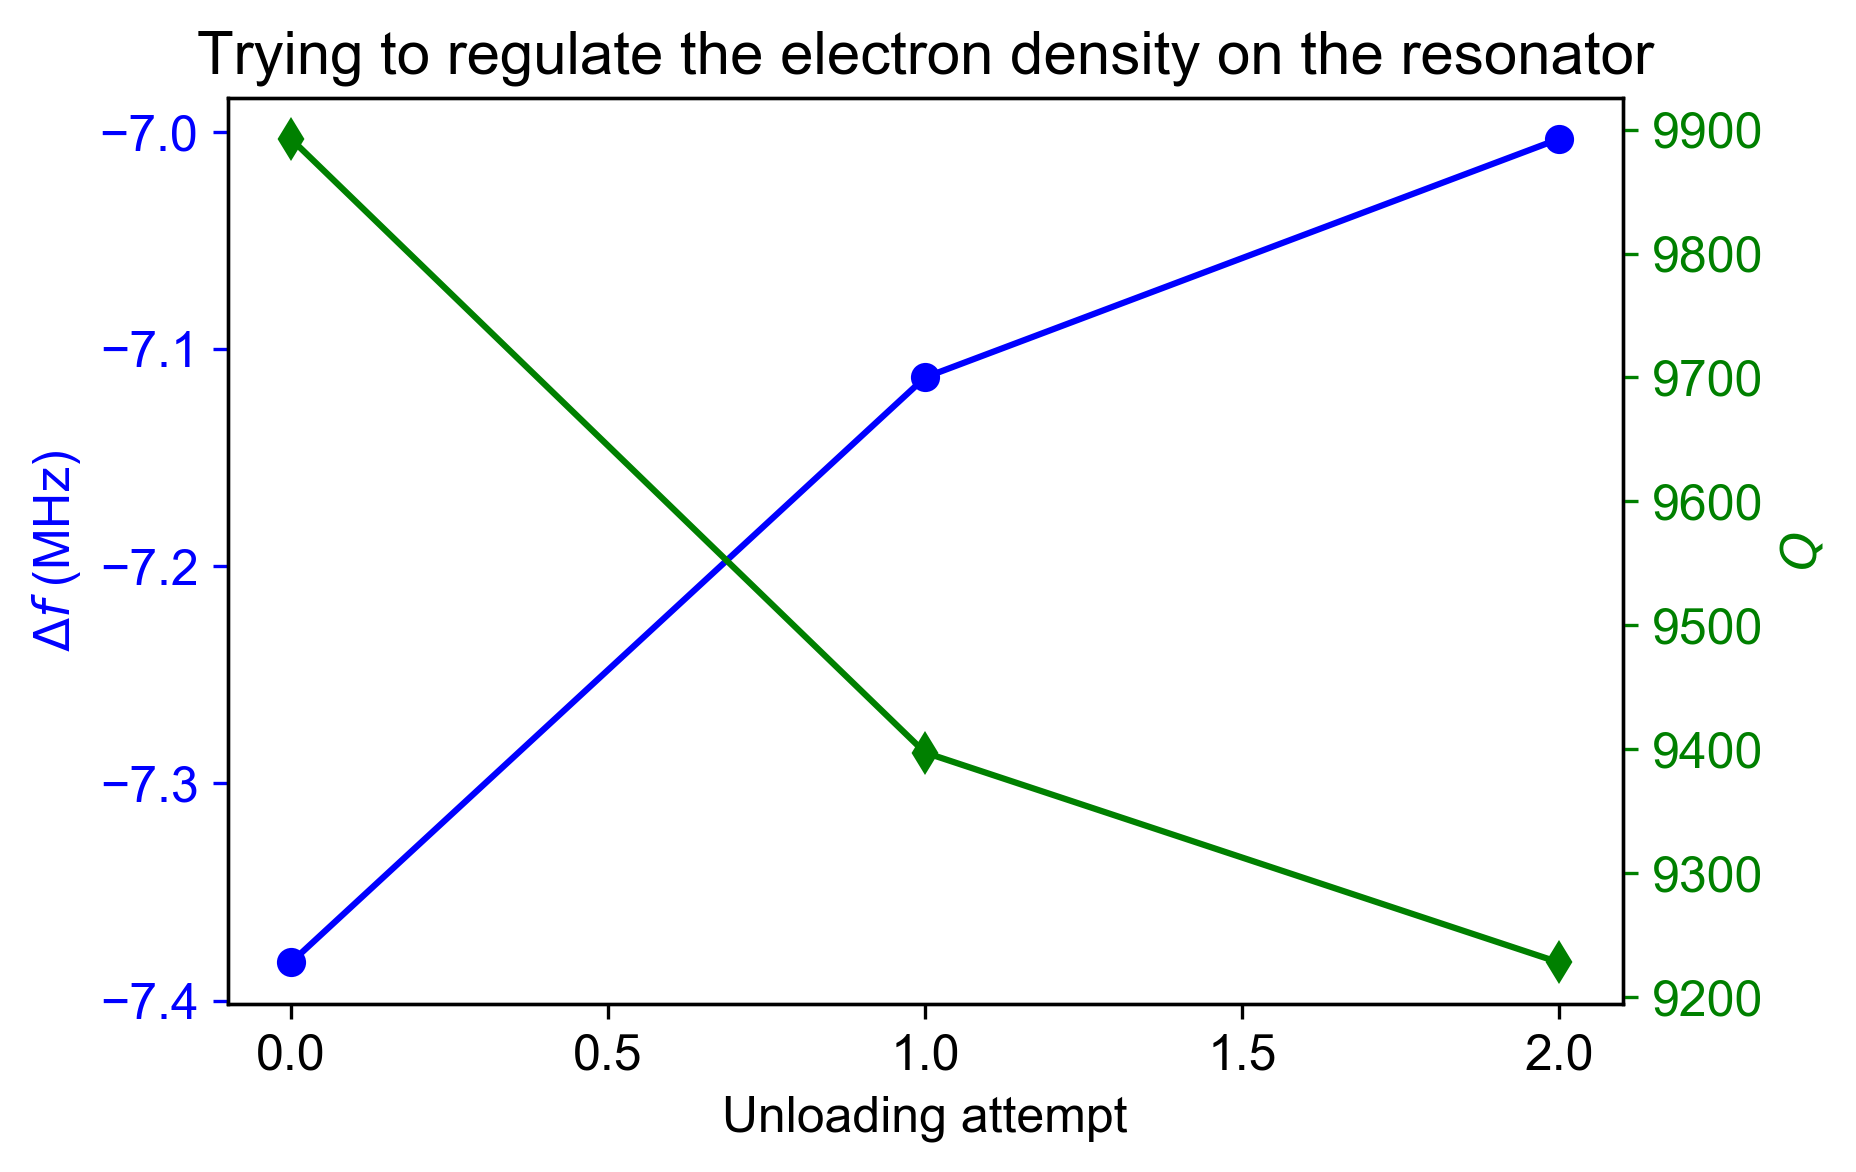 Trying to regulate the electron density on the resonator
−7.0
−7.1
−7.2
−7.3
−7.4
Δf (MHz)
9900
9800
9700
9600
9500
9400
9300
9200
Q
0.0 0.5 1.0 1.5 2.0
Unloading attempt